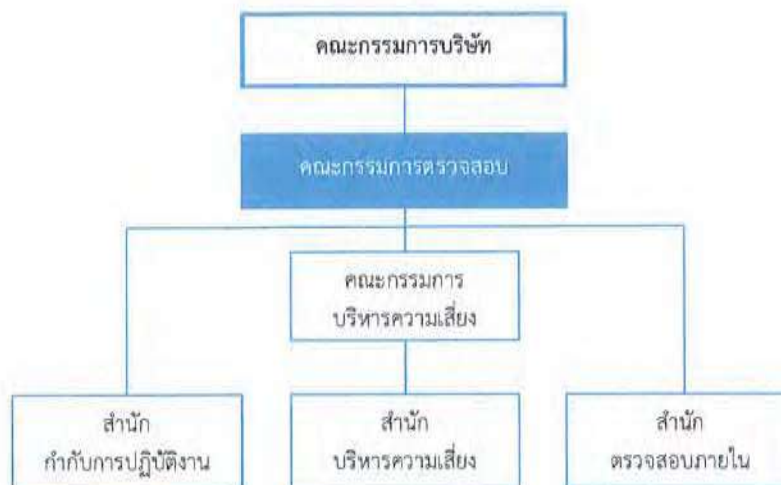 คณะกรรมการบริษัท
คณะกรรมการตรวจสอบ
คณะกรรมการ
บริหารความเสี่ยง
สำนัก
กำกับการปฏิบัติงาน
สำนัก
บริหารความเสี่ยง
สำนัก
ตรวจสอบภายใน